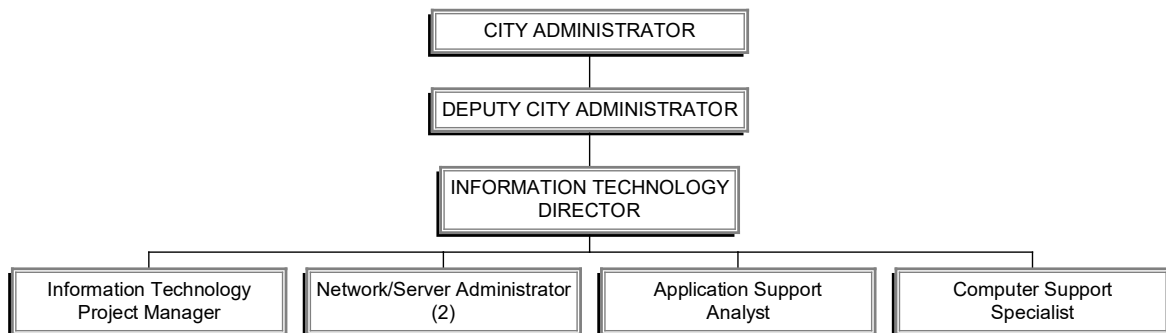 CITY ADMINISTRATOR
DEPUTY CITY ADMINISTRATOR
INFORMATION TECHNOLOGY
DIRECTOR
Information Technology
Project Manager
Network/Server Administrator
(2)
Application Support
Analyst
Computer Support
Specialist